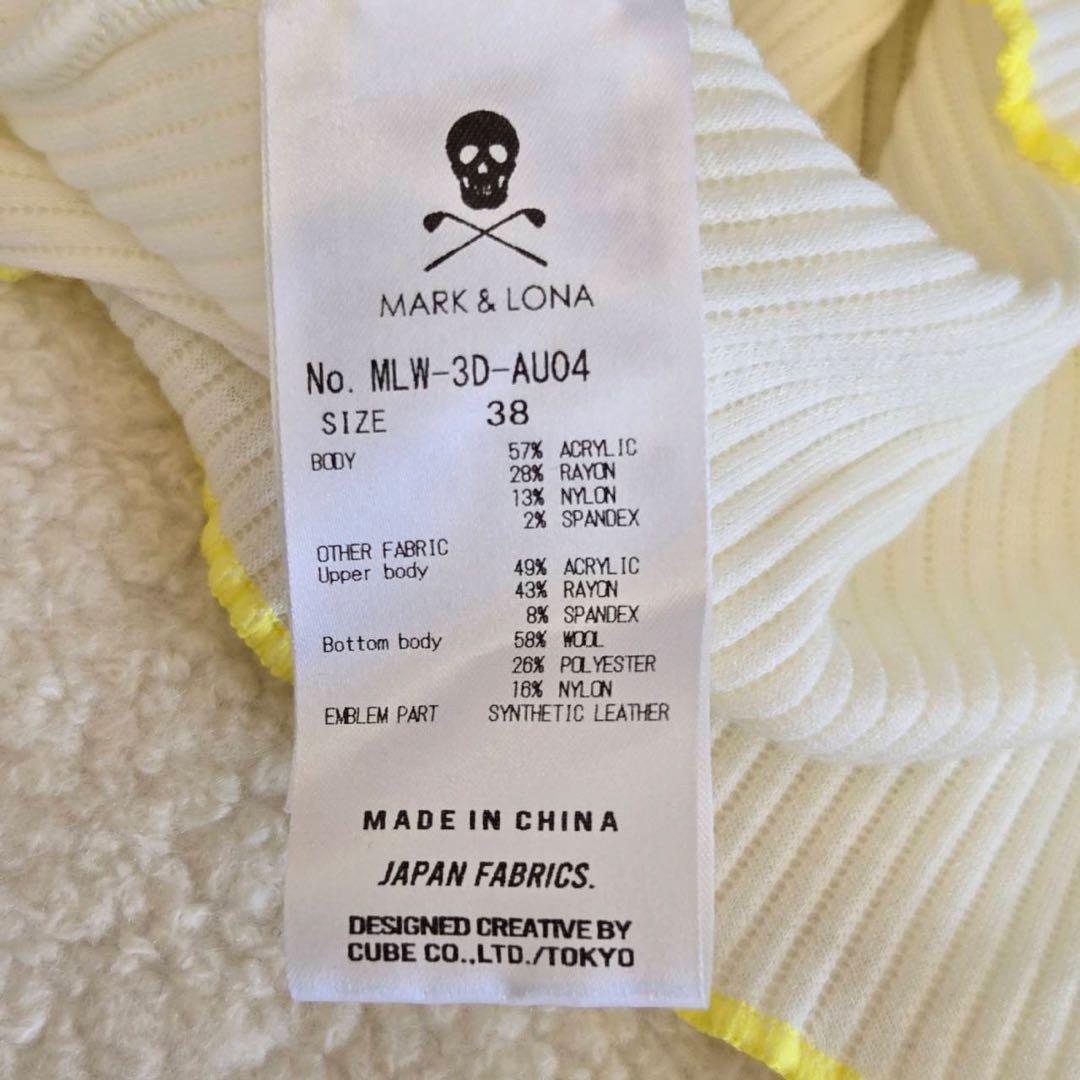 MARK & LONA
No. MLW-3D-AU04
SIZE 38
BODY 57% ACRYLIC
28% RAYON
13% NYLON
2% SPANDEX
OTHER FABRIC
Upper body 49% ACRYLIC
43% RAYON
8% SPANDEX
Bottom body 58% WOOL
26% POLYESTER
16% NYLON
EMBLEM PART SYNTHETIC LEATHER
MADE IN CHINA
JAPAN FABRICS.
DESIGNED CREATIVE BY
CUBE CO.,LTD./TOKYO